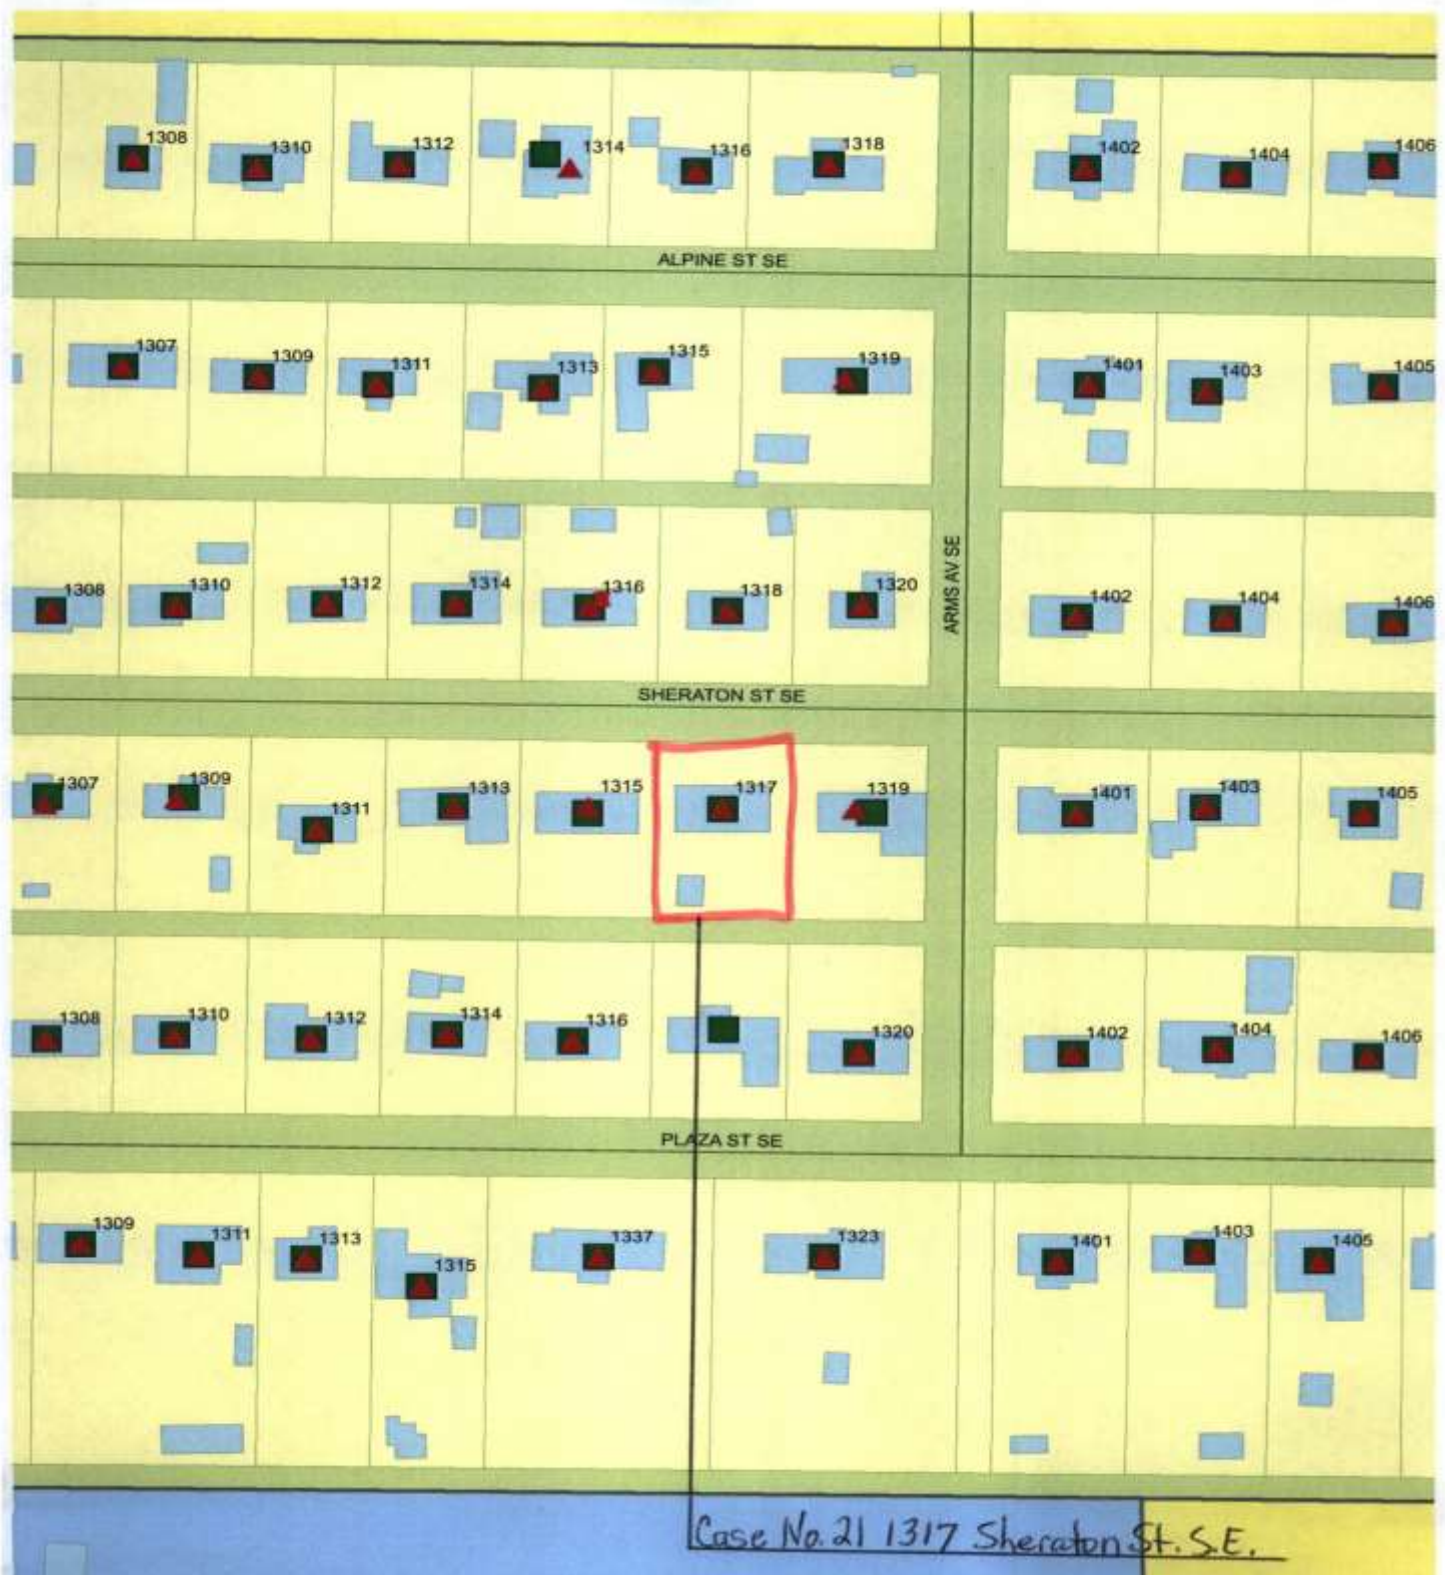 1308 1310 1312 1314 1316 1318 1402 1404 1406
ALPINE ST SE
1307 1309 1311 1313 1315 1319 1401 1403 1405
1308 1310 1312 1314 1316 1318 1320 1402 1404 1406
ARMS AV SE
SHERATON ST SE
1307 1309 1311 1313 1315 1317 1319 1401 1403 1405
1308 1310 1312 1314 1316 1320 1402 1404 1406
PLAZA ST SE
1309 1311 1313 1315 1337 1323 1401 1403 1405
Case No. 21 1317 Sheraton St. S.E.